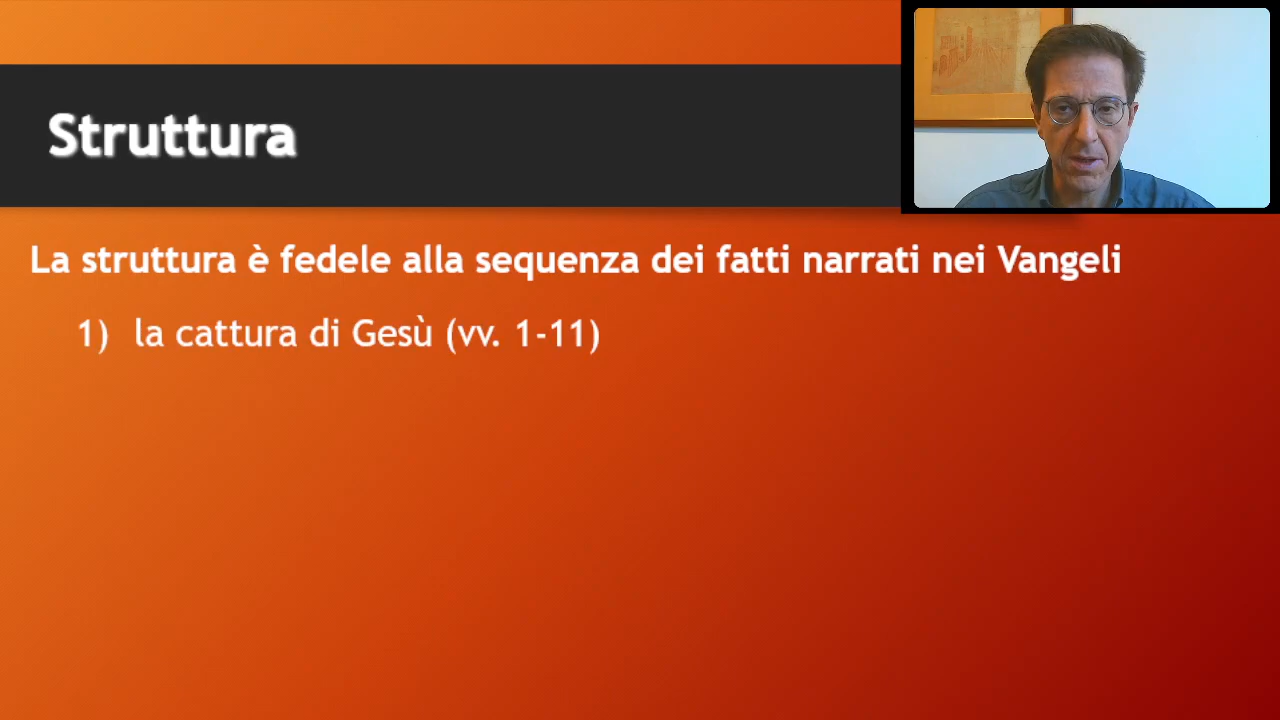 Struttura
La struttura è fedele alla sequenza dei fatti narrati nei Vangeli
1) la cattura di Gesù (vv. 1-11)